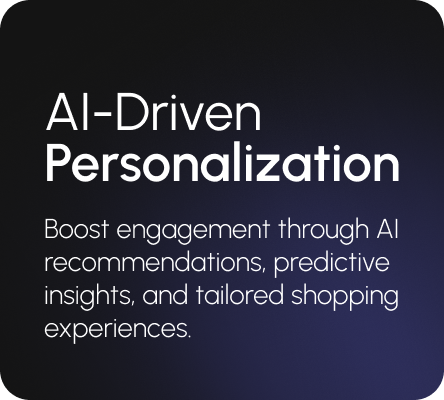 AI-Driven
Personalization
Boost engagement through AI
recommendations, predictive
insights, and tailored shopping
experiences.